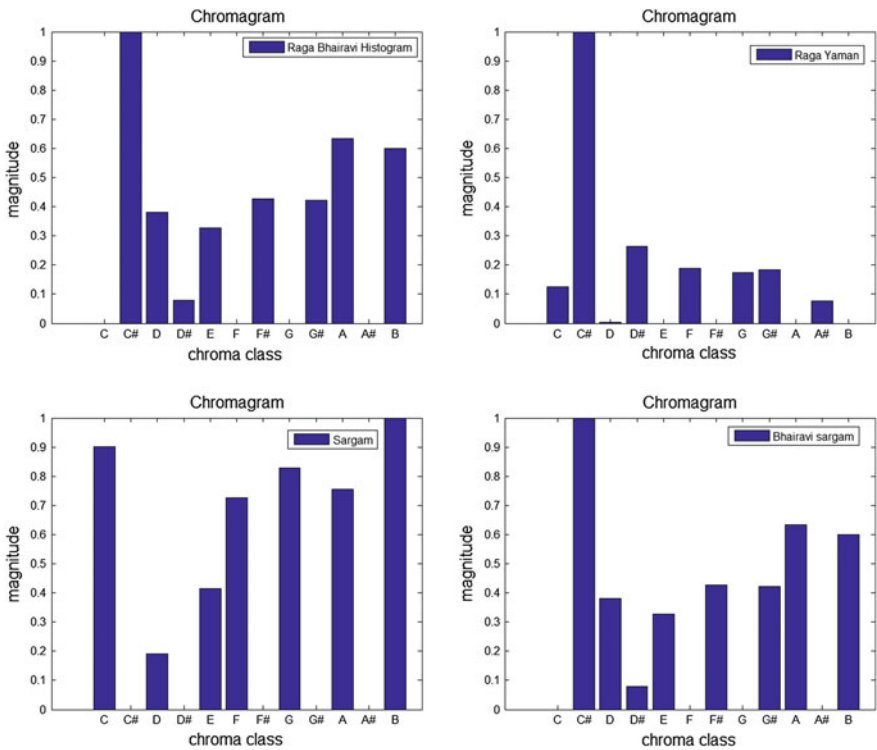 Chromagram
Raga Bhairavi Histogram
1
0.9
0.8
0.7
0.6
0.5
0.4
0.3
0.2
0.1
0
magnitude
C C# D D# E F F# G G# A A# B
chroma class
Chromagram
Raga Yaman
1
0.9
0.8
0.7
0.6
0.5
0.4
0.3
0.2
0.1
0
magnitude
C C# D D# E F F# G G# A A# B
chroma class
Chromagram
Sargam
1
0.9
0.8
0.7
0.6
0.5
0.4
0.3
0.2
0.1
0
magnitude
C C# D D# E F F# G G# A A# B
chroma class
Chromagram
Bhairavi sargam
1
0.9
0.8
0.7
0.6
0.5
0.4
0.3
0.2
0.1
0
magnitude
C C# D D# E F F# G G# A A# B
chroma class